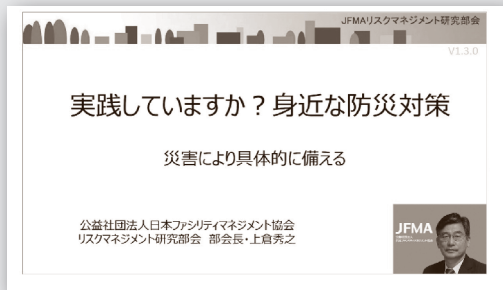 JFMAリスクマネジメント研究部会
V1.3.0
実践していますか？身近な防災対策
災害により具体的に備える
公益社団法人日本ファシリティマネジメント協会
リスクマネジメント研究部会 部会長・上倉秀之
JFMA